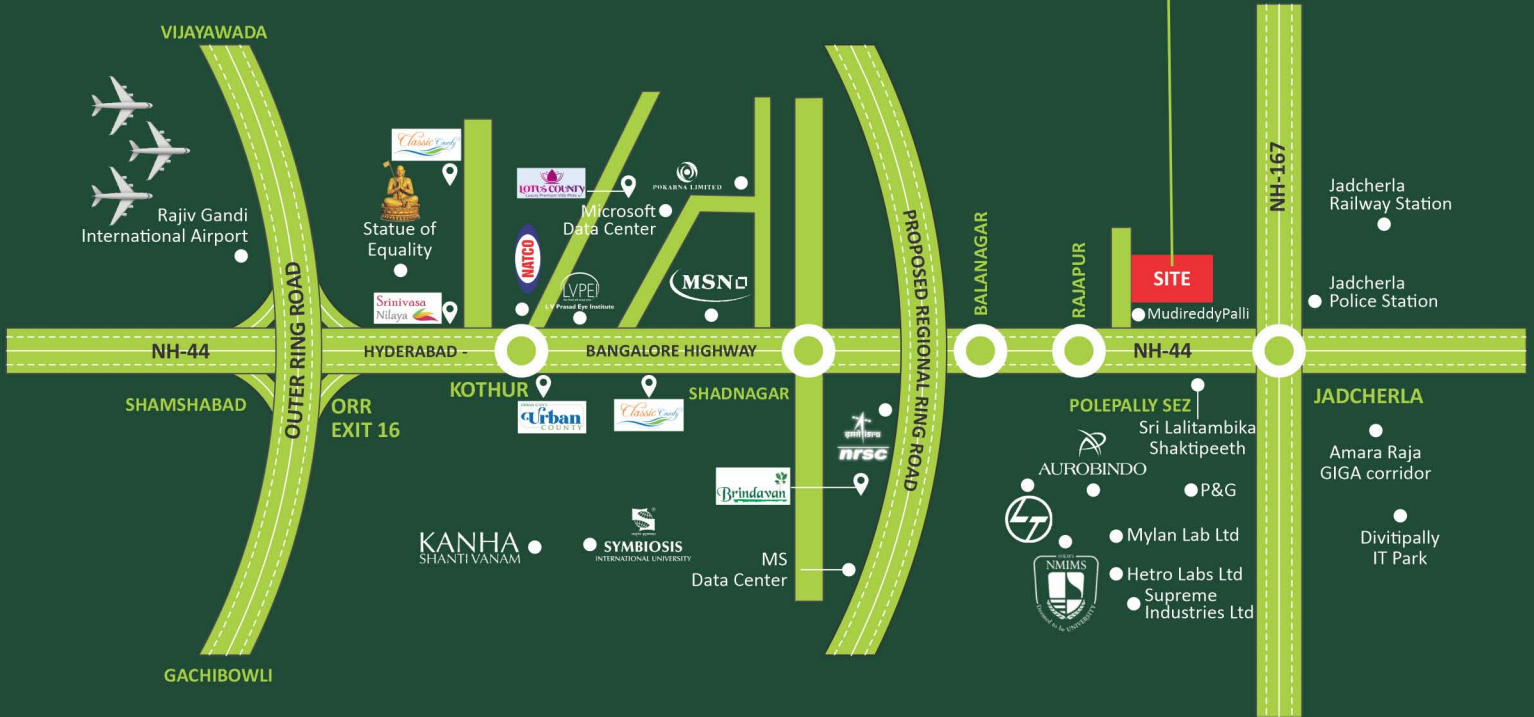 VIJAYAWADA
Rajiv Gandi
International Airport
OUTER RING ROAD
Classic County
Statue of
Equality
Srinivasa
Nilaya
LOTUS COUNTY
Microsoft
Data Center
POKARNA LIMITED
NATCO
LVPEI
L V Prasad Eye Institute
MSN
PROPOSED REGIONAL RING ROAD
BALANAGAR
RAJAPUR
SITE
MudireddyPalli
NH-167
Jadcherla
Railway Station
Jadcherla
Police Station
NH-44
HYDERABAD -
BANGALORE HIGHWAY
NH-44
SHAMSHABAD
ORR
EXIT 16
KOTHUR
SHADNAGAR
POLEPALLY SEZ
JADCHERLA
Urban
COUNTY
Classic County
nrsc
Brindavan
Sri Lalitambika
Shaktipeeth
AUROBINDO
P&G
LT
Mylan Lab Ltd
NMIMS
Deemed to be UNIVERSITY
Hetro Labs Ltd
Supreme
Industries Ltd
Amara Raja
GIGA corridor
Divitipally
IT Park
KANHA
SHANTI VANAM
SYMBIOSIS
INTERNATIONAL UNIVERSITY
MS
Data Center
GACHIBOWLI